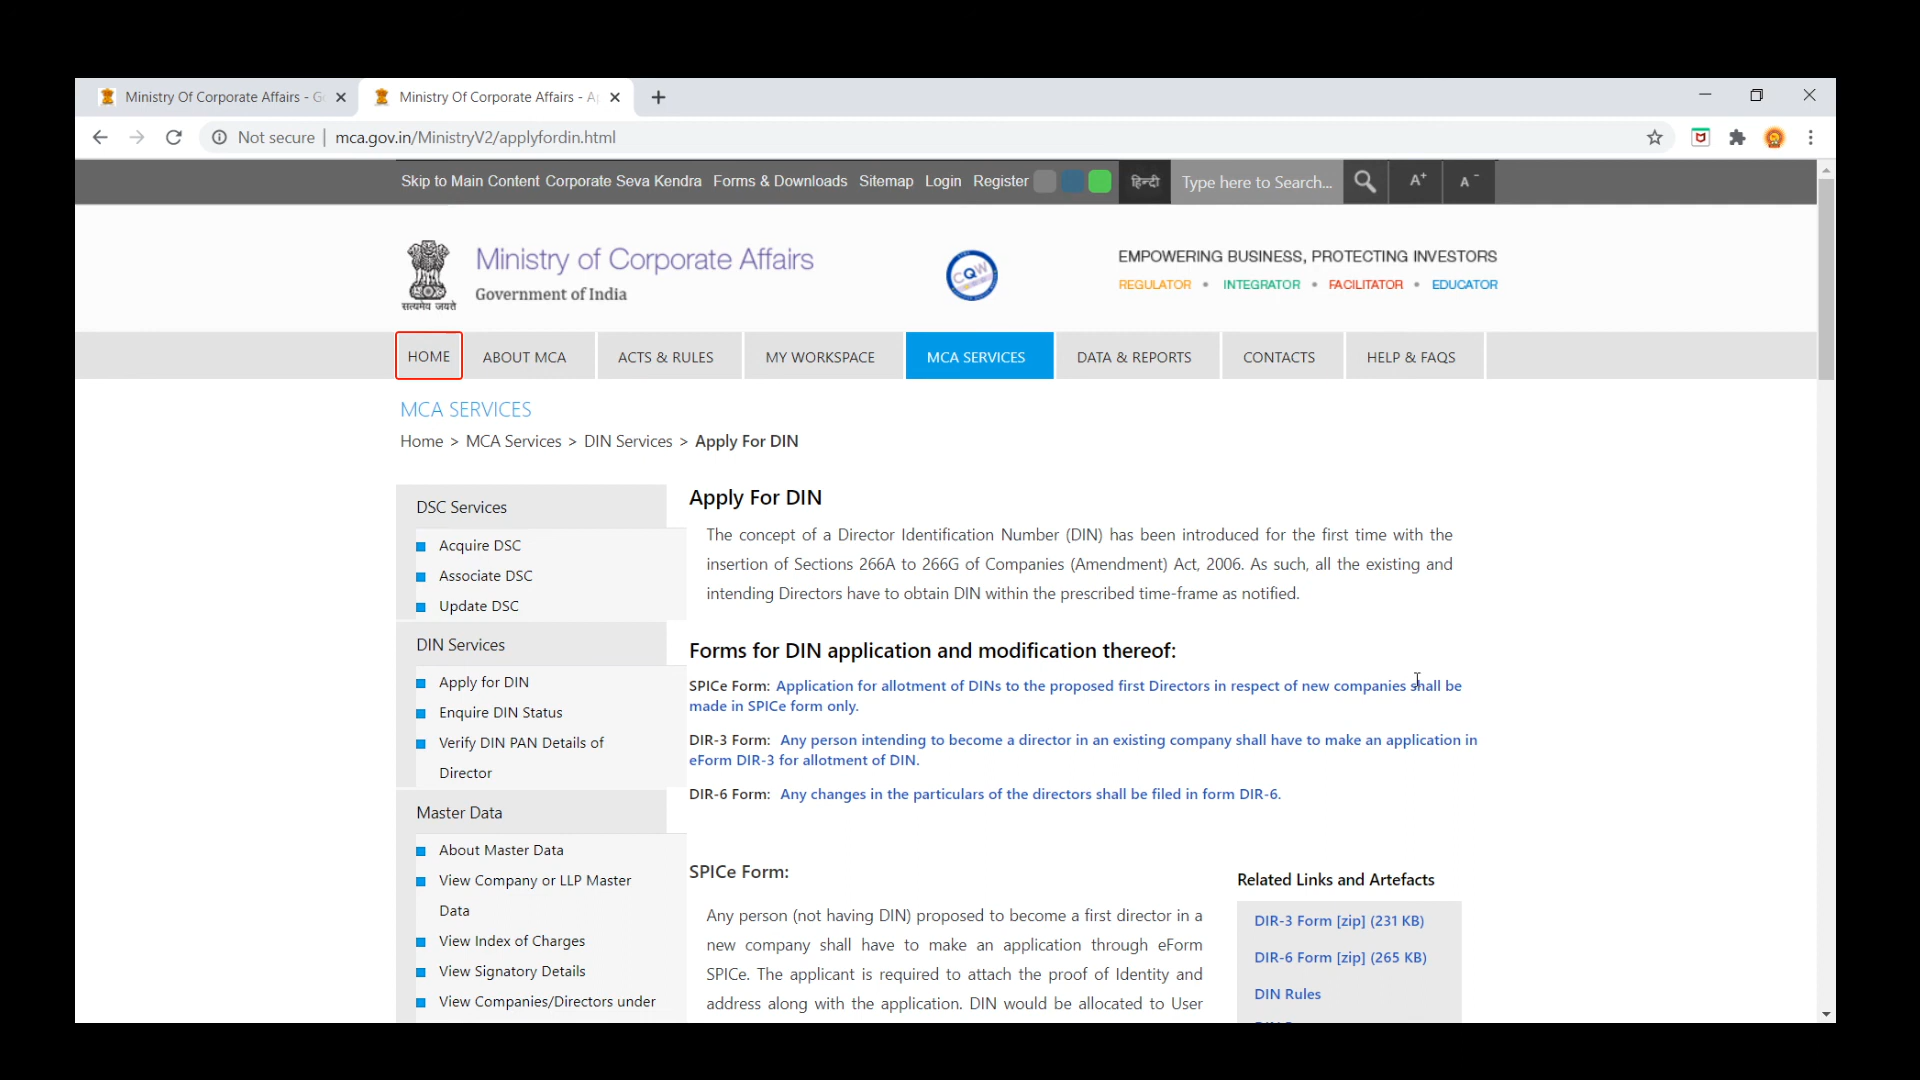 Ministry Of Corporate Affairs - G
Ministry Of Corporate Affairs - A
Not secure | mca.gov.in/MinistryV2/applyfordin.html
Skip to Main Content Corporate Seva Kendra Forms & Downloads Sitemap Login Register हिन्दी Type here to Search... A+ A-
सत्यमेव जयते
Ministry of Corporate Affairs
Government of India
CQW
EMPOWERING BUSINESS, PROTECTING INVESTORS
REGULATOR • INTEGRATOR • FACILITATOR • EDUCATOR
HOME ABOUT MCA ACTS & RULES MY WORKSPACE MCA SERVICES DATA & REPORTS CONTACTS HELP & FAQS
MCA SERVICES
Home > MCA Services > DIN Services > Apply For DIN
DSC Services
Acquire DSC
Associate DSC
Update DSC
DIN Services
Apply for DIN
Enquire DIN Status
Verify DIN PAN Details of
Director
Master Data
About Master Data
View Company or LLP Master
Data
View Index of Charges
View Signatory Details
View Companies/Directors under
Apply For DIN
The concept of a Director Identification Number (DIN) has been introduced for the first time with the
insertion of Sections 266A to 266G of Companies (Amendment) Act, 2006. As such, all the existing and
intending Directors have to obtain DIN within the prescribed time-frame as notified.
Forms for DIN application and modification thereof:
SPICe Form: Application for allotment of DINs to the proposed first Directors in respect of new companies shall be
made in SPICe form only.
DIR-3 Form: Any person intending to become a director in an existing company shall have to make an application in
eForm DIR-3 for allotment of DIN.
DIR-6 Form: Any changes in the particulars of the directors shall be filed in form DIR-6.
SPICe Form:
Any person (not having DIN) proposed to become a first director in a
new company shall have to make an application through eForm
SPICe. The applicant is required to attach the proof of Identity and
address along with the application. DIN would be allocated to User
Related Links and Artefacts
DIR-3 Form [zip] (231 KB)
DIR-6 Form [zip] (265 KB)
DIN Rules